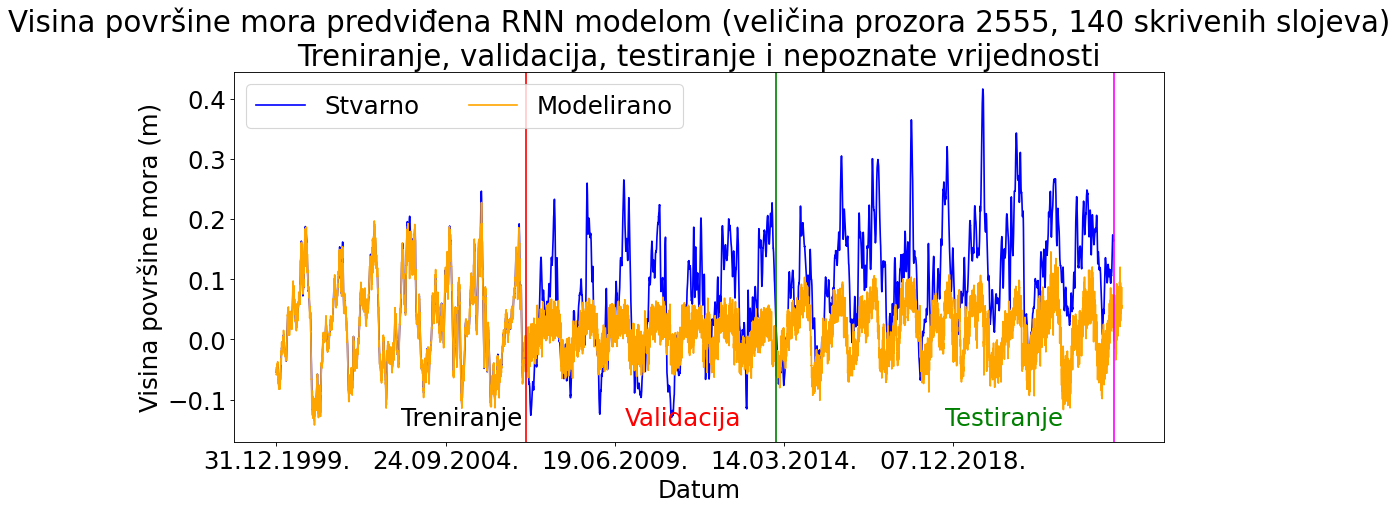 Visina površine mora predviđena RNN modelom (veličina prozora 2555, 140 skrivenih slojeva)
Treniranje, validacija, testiranje i nepoznate vrijednosti
Stvarno
Modelirano
Visina površine mora (m)
0.4
0.3
0.2
0.1
0.0
−0.1
Treniranje
Validacija
Testiranje
31.12.1999.
24.09.2004.
19.06.2009.
14.03.2014.
07.12.2018.
Datum